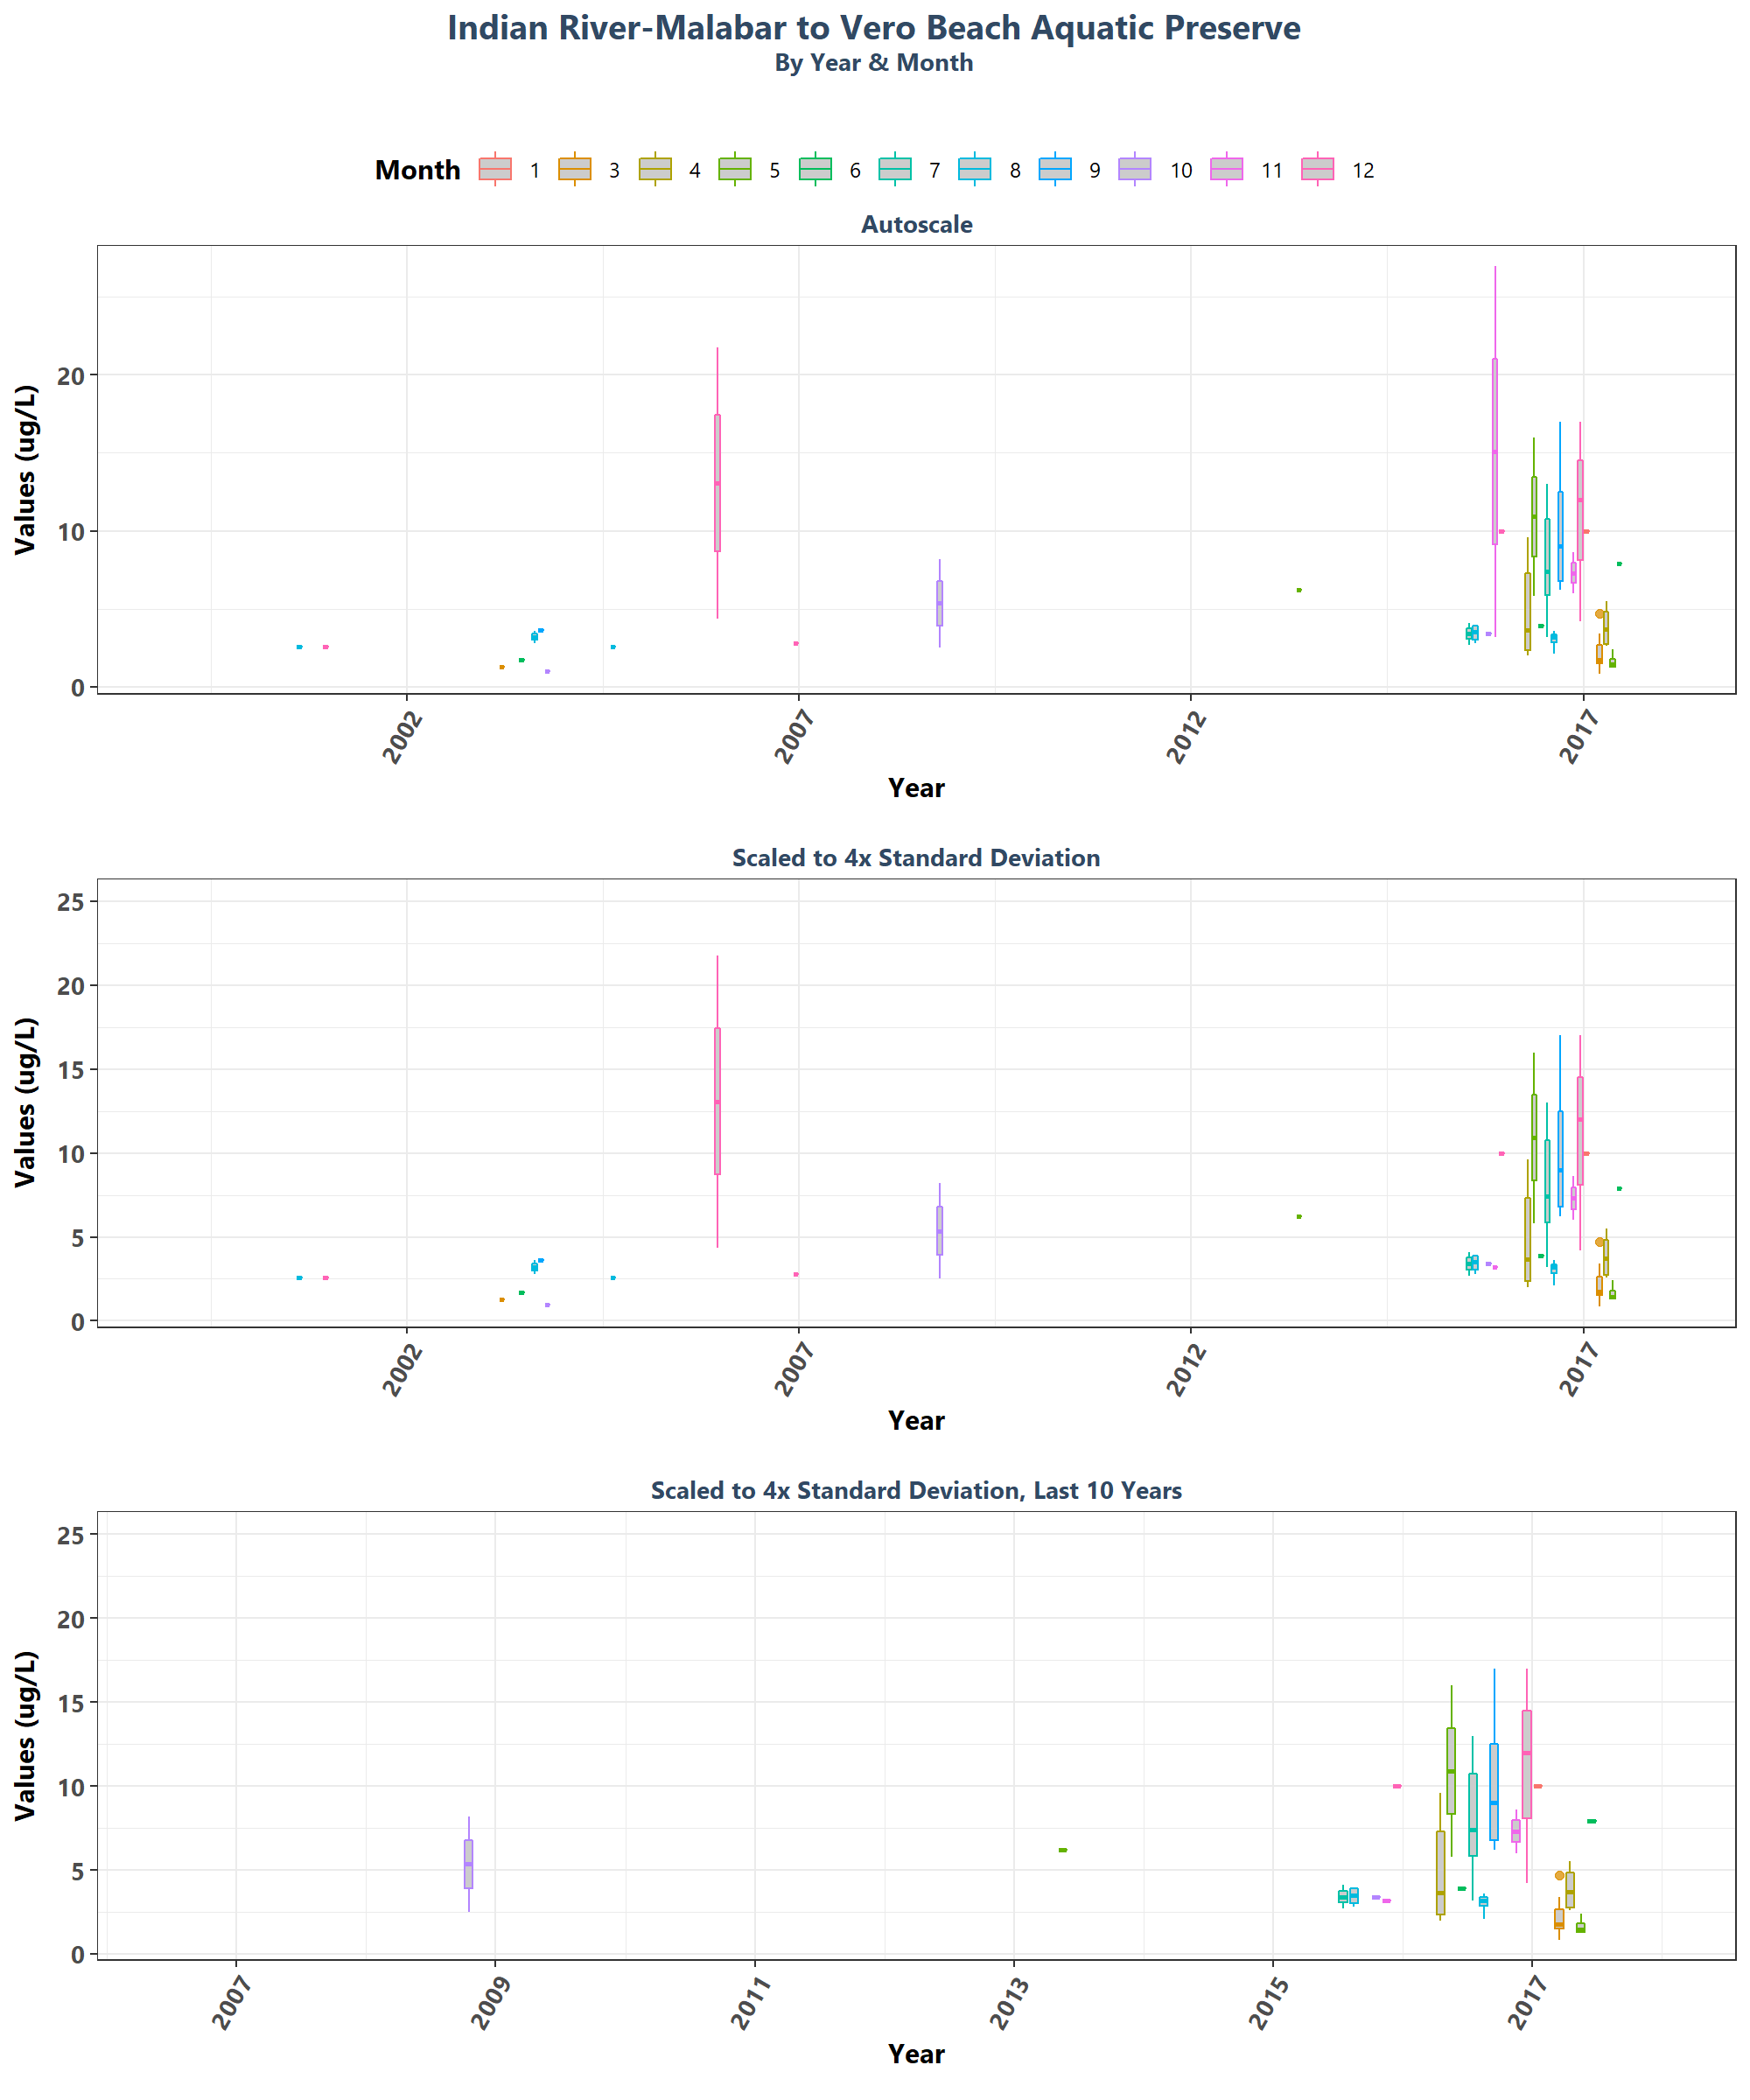 Indian River-Malabar to Vero Beach Aquatic Preserve
By Year & Month
Month 1 3 4 5 6 7 8 9 10 11 12
Autoscale
Values (ug/L)
20
10
0
2002 2007 2012 2017
Year
Scaled to 4x Standard Deviation
Values (ug/L)
25
20
15
10
5
0
2002 2007 2012 2017
Year
Scaled to 4x Standard Deviation, Last 10 Years
Values (ug/L)
25
20
15
10
5
0
2007 2009 2011 2013 2015 2017
Year